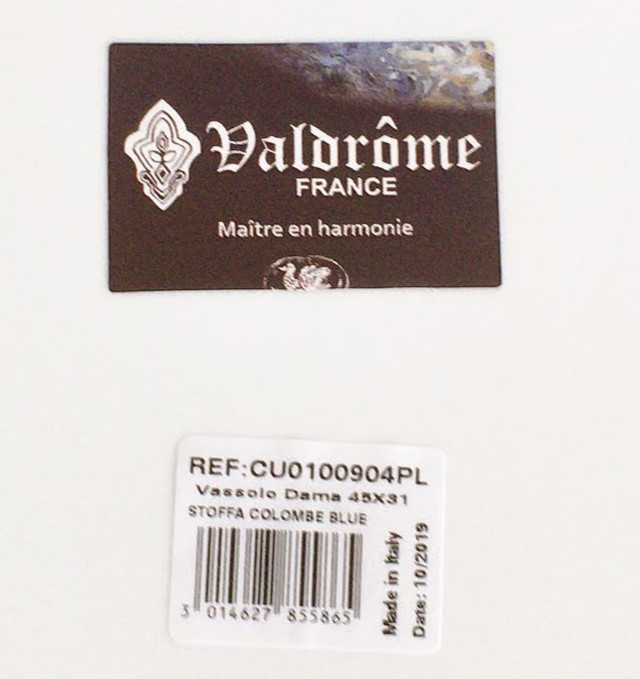 Valdrôme
FRANCE
Maître en harmonie
REF:CU0100904PL
Vassoio Dama 45X31
STOFFA COLOMBE BLUE
3 014627 855865
Made in Italy
Date: 10/2019